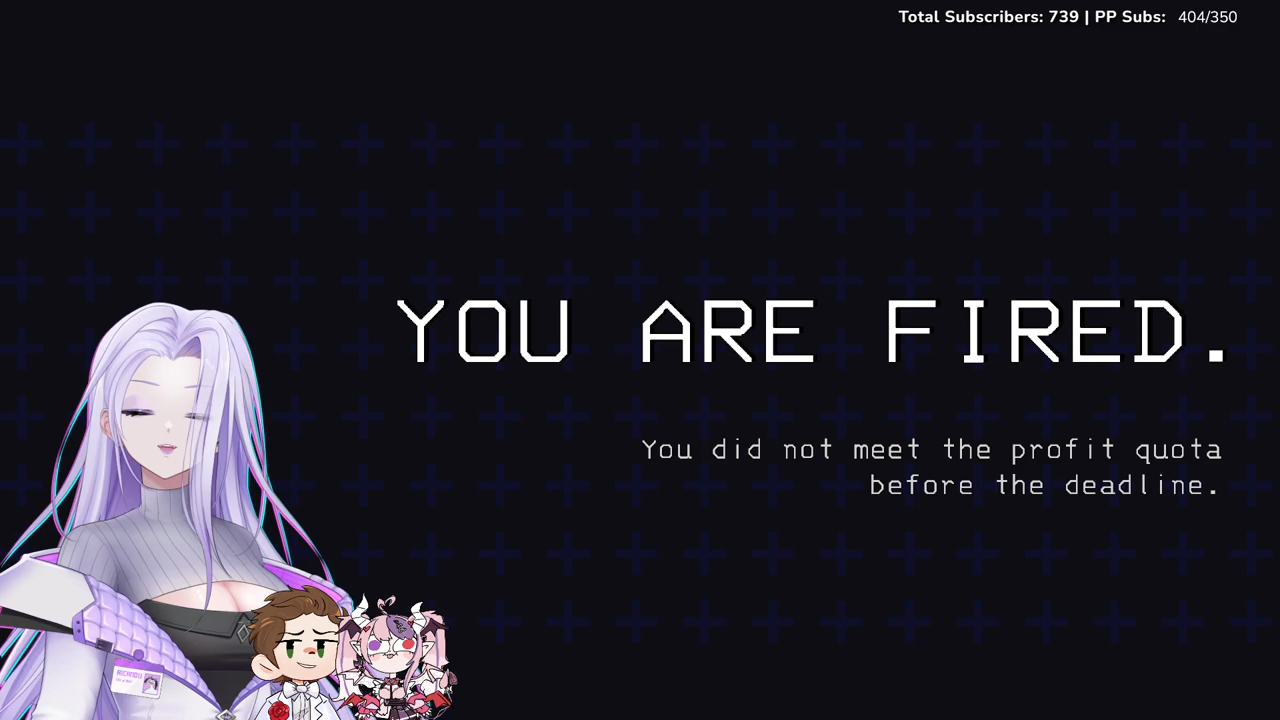 Total Subscribers: 739 | PP Subs: 404/350
YOU ARE FIRED.
You did not meet the profit quota
before the deadline.